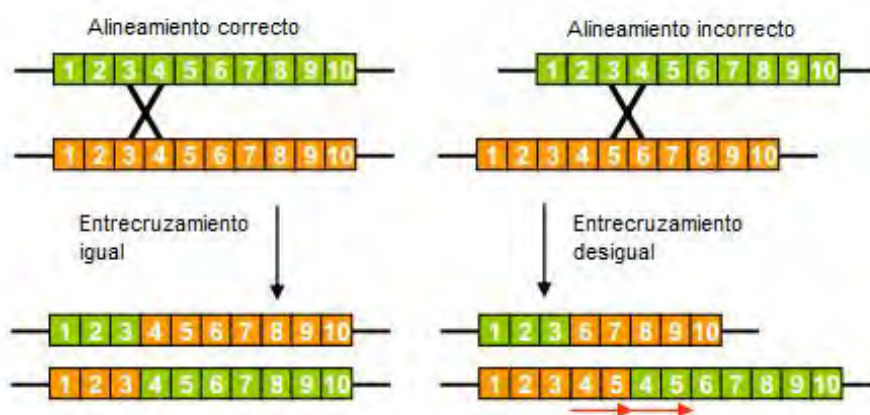 Alineamiento correcto
1 2 3 4 5 6 7 8 9 10
1 2 3 4 5 6 7 8 9 10
Entrecruzamiento
igual
1 2 3 4 5 6 7 8 9 10
1 2 3 4 5 6 7 8 9 10
Alineamiento incorrecto
1 2 3 4 5 6 7 8 9 10
1 2 3 4 5 6 7 8 9 10
Entrecruzamiento
desigual
1 2 3 6 7 8 9 10
1 2 3 4 5 4 5 6 7 8 9 10